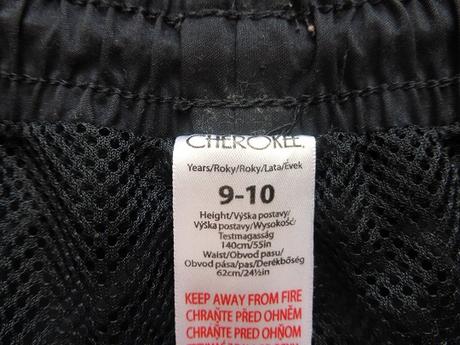 CHEROKEE
Years/Roky/Roky/Lata/Évek
9-10
Height/Výška postavy/
Výška postavy/Wysokość/
Testmagasság
140cm/55in
Waist/Obvod pasu/
Obvod pása/pas/Derékbőség
62cm/24½in
KEEP AWAY FROM FIRE
CHRAŇTE PŘED OHNĚM
CHRÁŇTE PRED OHŇOM